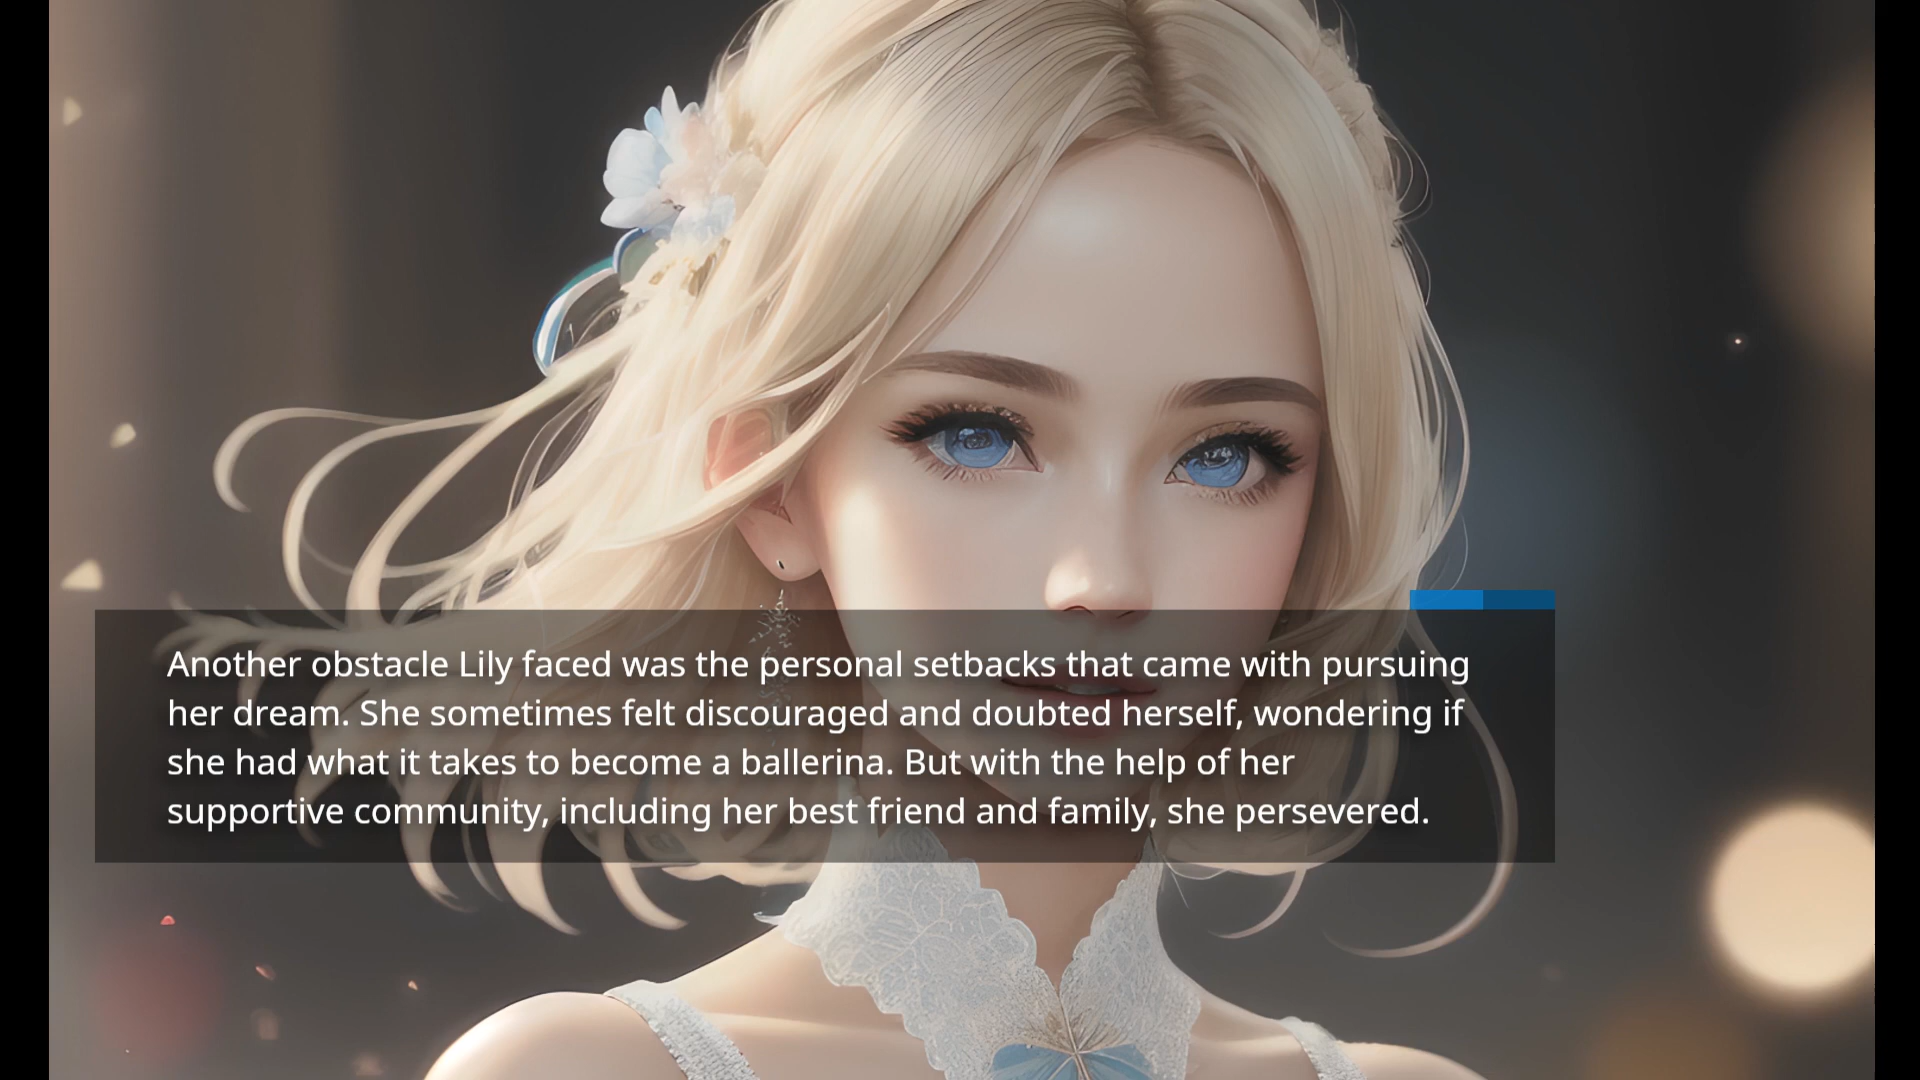 Another obstacle Lily faced was the personal setbacks that came with pursuing
her dream. She sometimes felt discouraged and doubted herself, wondering if
she had what it takes to become a ballerina. But with the help of her
supportive community, including her best friend and family, she persevered.